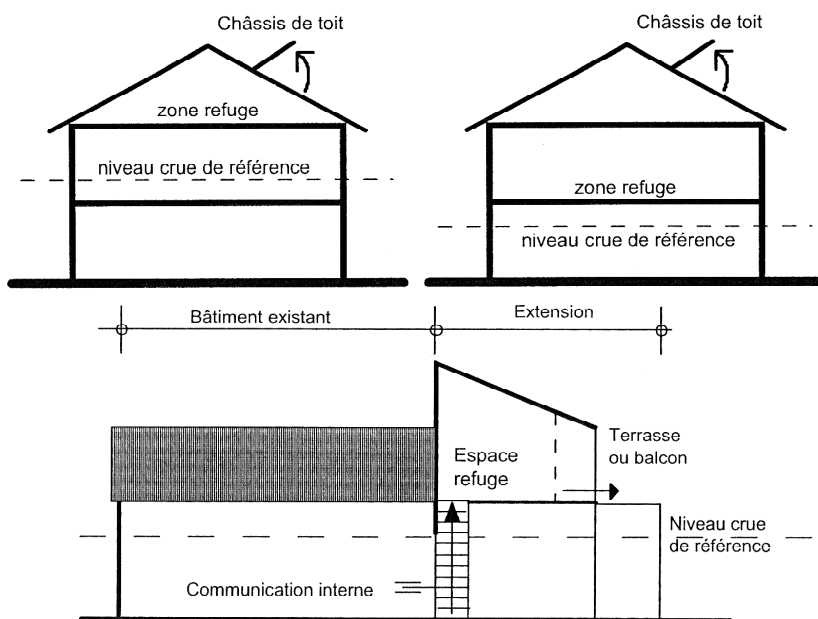 Châssis de toit
zone refuge
niveau crue de référence
Châssis de toit
zone refuge
niveau crue de référence
Bâtiment existant
Extension
Espace
refuge
Terrasse
ou balcon
Niveau crue
de référence
Communication interne